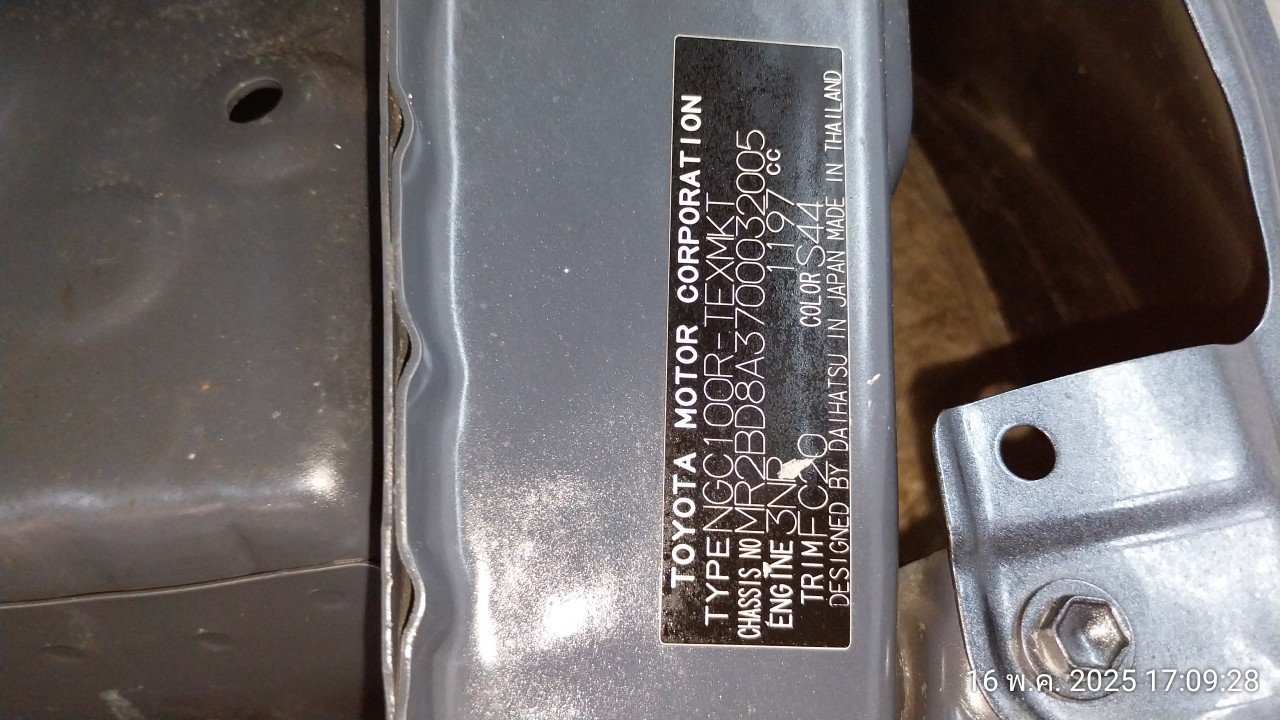 TOYOTA MOTOR CORPORATION
TYPE NGC100R-TEXMKT
CHASSIS NO MR2BD8A3700032005
ENGINE 3NR 1197 CC
TRIM FC20 COLOR S44
DESIGNED BY DAIHATSU IN JAPAN MADE IN THAILAND
16 พ.ค. 2025 17:09:28